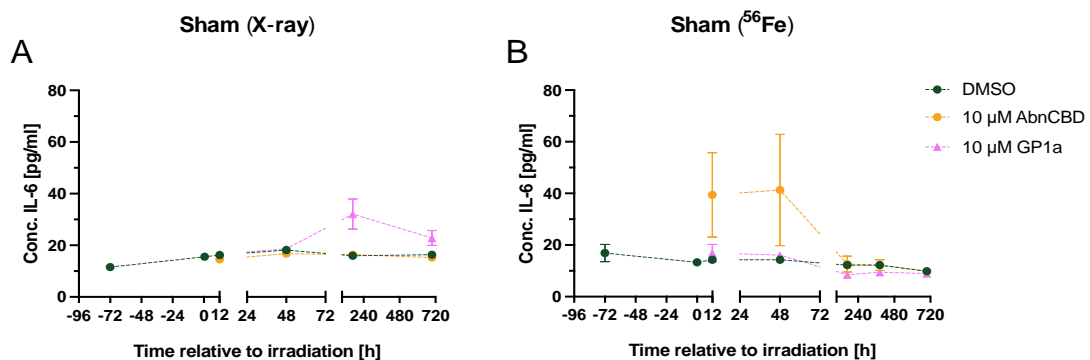 Sham (X-ray)
Sham (⁵⁶Fe)
A
B
Conc. IL-6 [pg/ml]
80
60
40
20
0
-96 -72 -48 -24 0 12 24 48 72 240 480 720
Time relative to irradiation [h]
Conc. IL-6 [pg/ml]
80
60
40
20
0
-96 -72 -48 -24 0 12 24 48 72 240 480 720
Time relative to irradiation [h]
DMSO
10 µM AbnCBD
10 µM GP1a